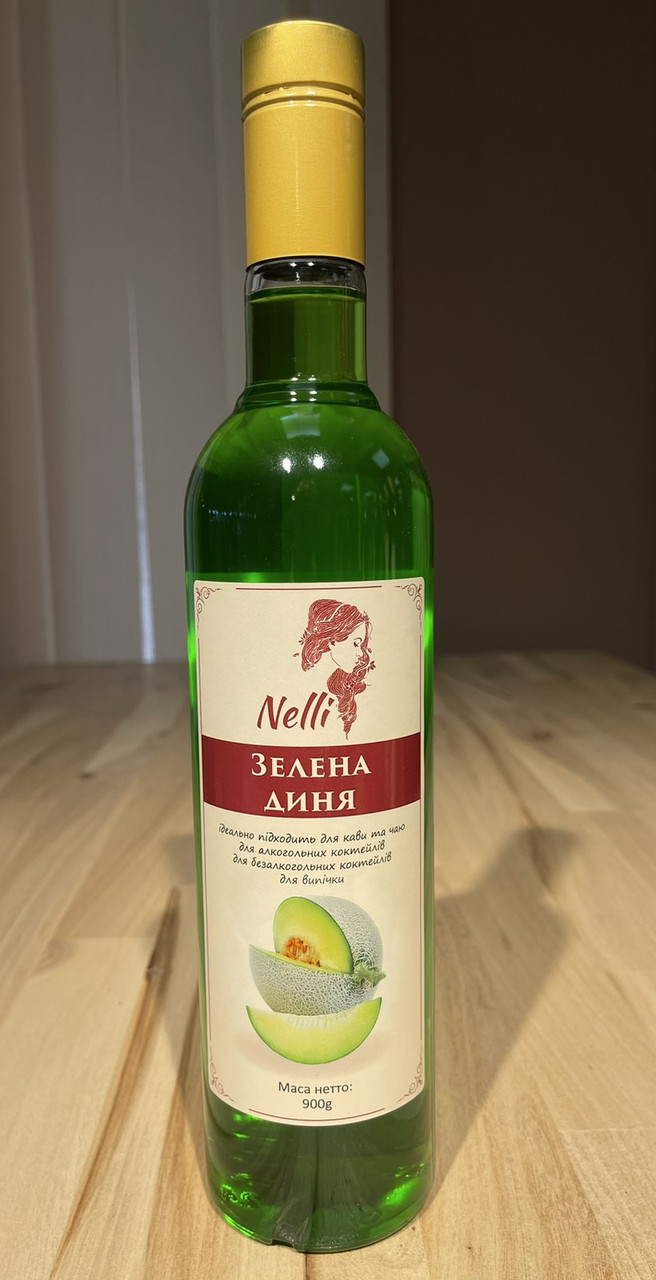 Nelli
ЗЕЛЕНА
ДИНЯ
ідеально підходить для кави та чаю
для алкогольних коктейлів
для безалкогольних коктейлів
для випічки
Маса нетто:
900g